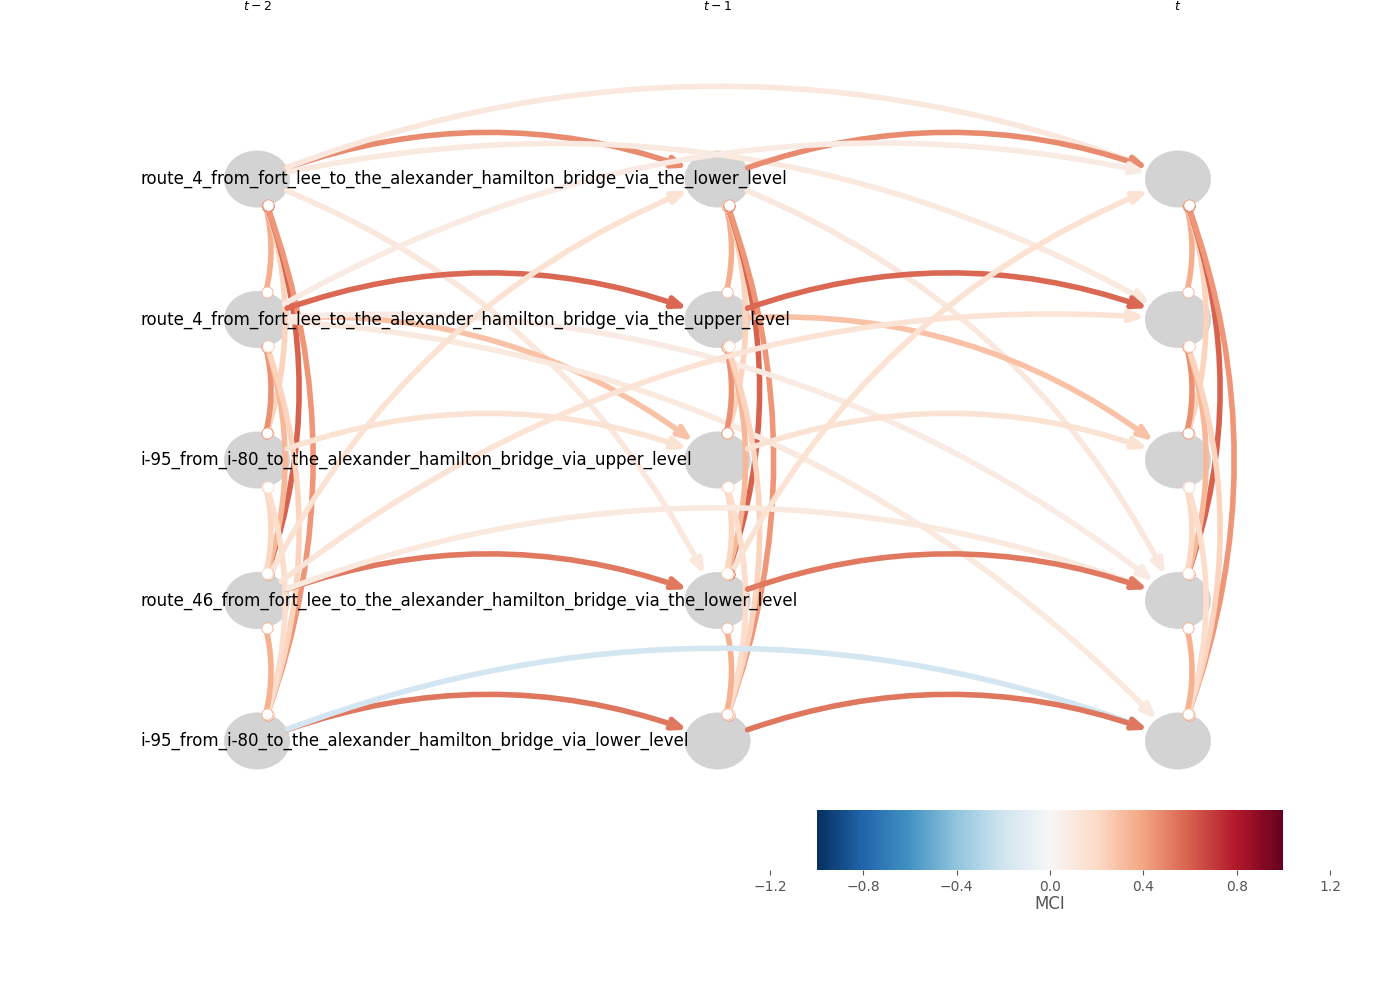 t − 2 t − 1 t
route_4_from_fort_lee_to_the_alexander_hamilton_bridge_via_the_lower_level
route_4_from_fort_lee_to_the_alexander_hamilton_bridge_via_the_upper_level
i-95_from_i-80_to_the_alexander_hamilton_bridge_via_upper_level
route_46_from_fort_lee_to_the_alexander_hamilton_bridge_via_the_lower_level
i-95_from_i-80_to_the_alexander_hamilton_bridge_via_lower_level
−1.2 −0.8 −0.4 0.0 0.4 0.8 1.2
MCI